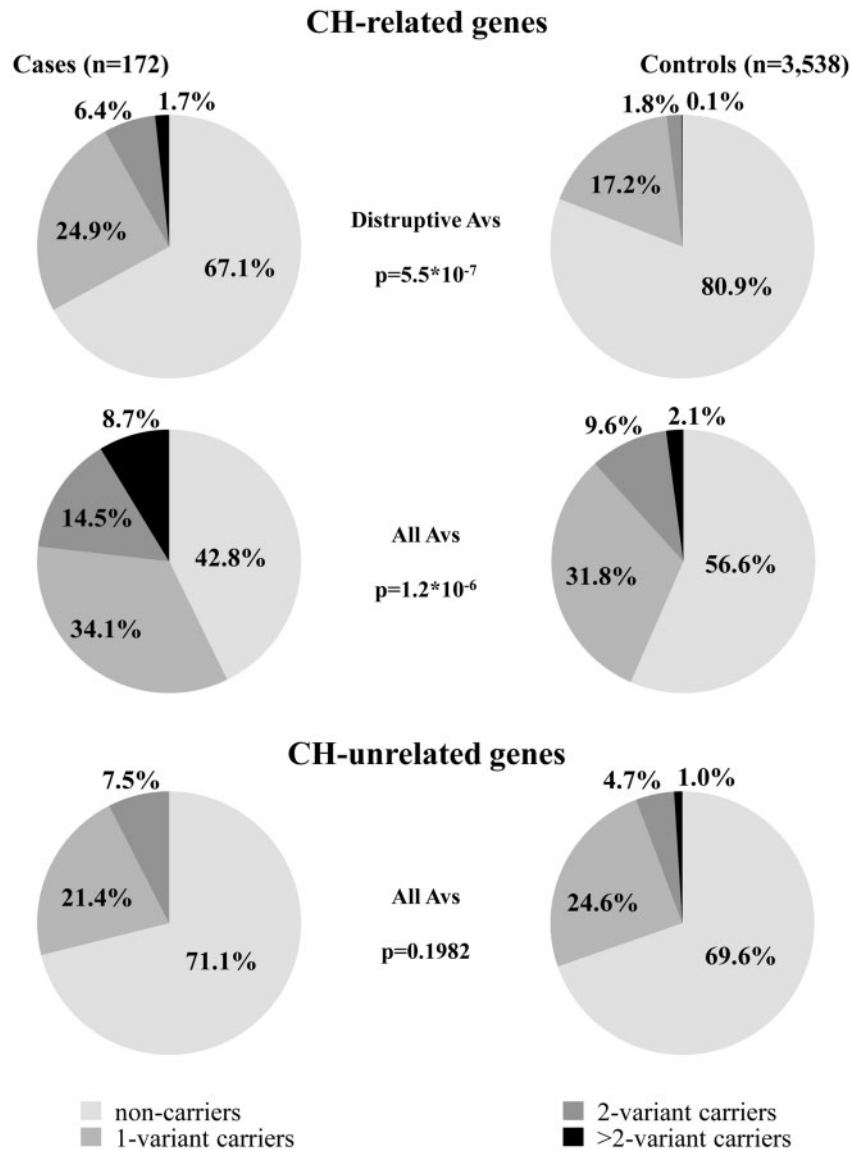 CH-related genes
Cases (n=172)
Controls (n=3,538)
6.4%
1.7%
24.9%
67.1%
Distruptive Avs
p=5.5*10⁻⁷
1.8%
0.1%
17.2%
80.9%
8.7%
14.5%
42.8%
34.1%
All Avs
p=1.2*10⁻⁶
9.6%
2.1%
31.8%
56.6%
CH-unrelated genes
7.5%
21.4%
71.1%
All Avs
p=0.1982
4.7%
1.0%
24.6%
69.6%
non-carriers
1-variant carriers
2-variant carriers
>2-variant carriers